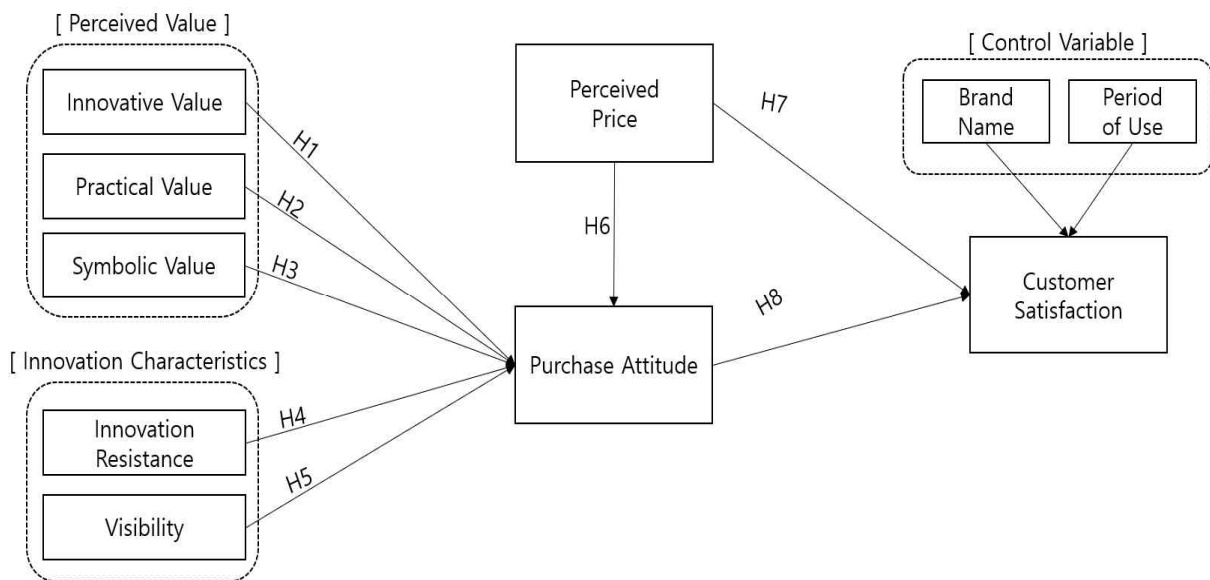 [ Perceived Value ]
Innovative Value
Practical Value
Symbolic Value
[ Innovation Characteristics ]
Innovation
Resistance
Visibility
H1
H2
H3
H4
H5
Perceived
Price
H6
Purchase Attitude
H7
H8
[ Control Variable ]
Brand
Name
Period
of Use
Customer
Satisfaction